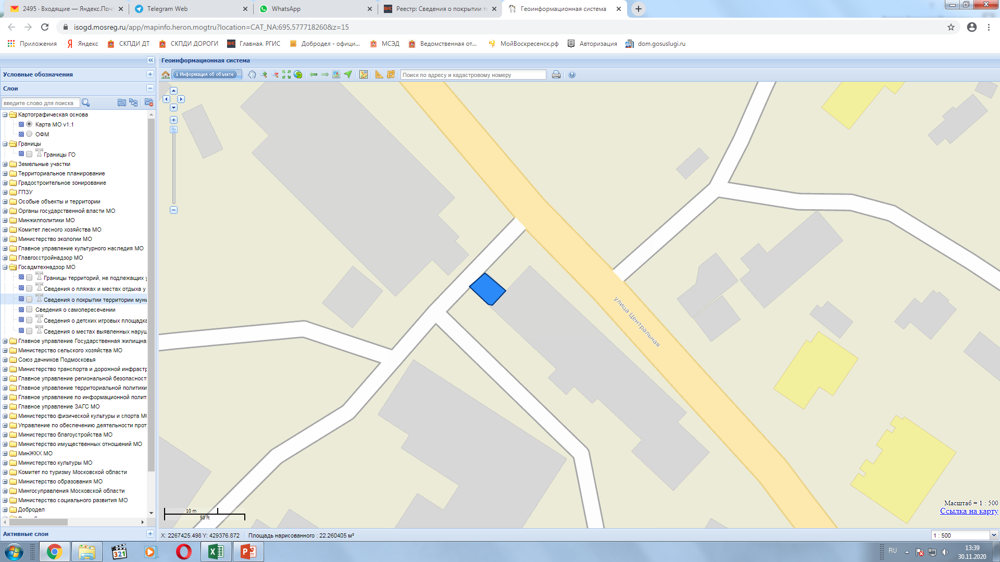 2495 · Входящие — Яндекс.Поч
Telegram Web
WhatsApp
Реестр: Сведения о покрытии т
Геоинформационная система
isogd.mosreg.ru/app/mapinfo.heron.mogtru?location=CAT_NA:695,577718260&z=15
Приложения
Яндекс
СКПДИ ДТ
СКПДИ ДОРОГИ
Главная. РГИС
Добродел - офици...
МСЭД
Ведомственная от...
МойВоскресенск.рф
Авторизация
dom.gosuslugi.ru
Геоинформационная система
Условные обозначения
Информация об объекте
Поиск по адресу и кадастровому номеру
Слои
введите слово для поиска
Картографическая основа
Карта МО v1.1
ОФМ
Границы
Границы ГО
Земельные участки
Территориальное планирование
Градостроительное зонирование
ГПЗУ
Особые объекты и территории
Органы государственной власти МО
Минжилполитики МО
Комитет лесного хозяйства МО
Министерство экологии МО
Главное управление культурного наследия МО
Главгосстройнадзор МО
Госадмтехнадзор МО
Границы территорий, не подлежащих у
Сведения о пляжах и местах отдыха у
Сведения о покрытии территории муни
Сведения о самопересечении
Сведения о детских игровых площадка
Сведения о местах выявленных наруш
Главное управление Государственная жилищна
Министерство сельского хозяйства МО
Союз дачников Подмосковья
Министерство транспорта и дорожной инфраст
Главное управление региональной безопасност
Главное управление территориальной политики
Главное управление по информационной полит
Главное управление ЗАГС МО
Министерство физической культуры и спорта МО
Управление по обеспечению деятельности прот
Министерство благоустройства МО
Министерство имущественных отношений МО
МинЖКХ МО
Министерство культуры МО
Комитет по туризму Московской области
Министерство образования МО
Мингосуправления Московской области
Министерство социального развития МО
Добродел
Активные слои
улица Центральная
10 m
50 ft
Масштаб = 1 : 500
Ссылка на карту
X: 2267425.498 Y: 429376.872
Площадь нарисованного : 22.260405 м²
1 : 500
321
RU
13:39
30.11.2020